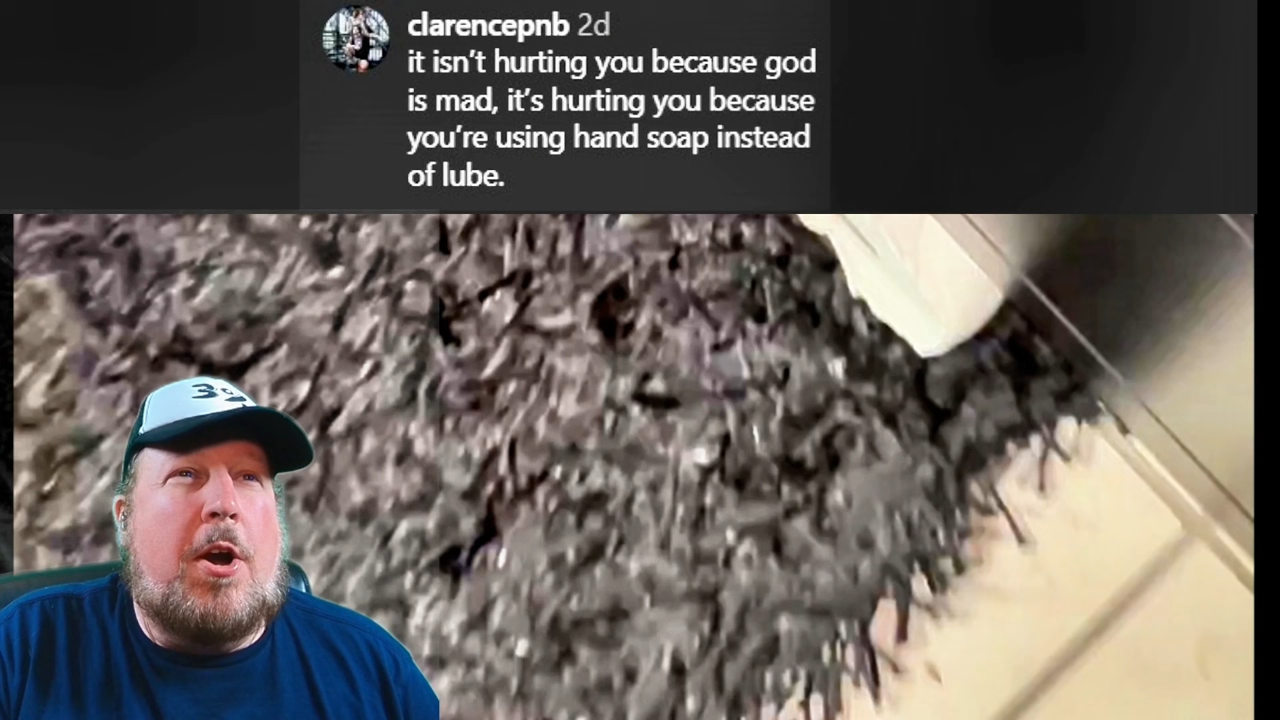 clarencepnb 2d
it isn't hurting you because god
is mad, it's hurting you because
you're using hand soap instead
of lube.